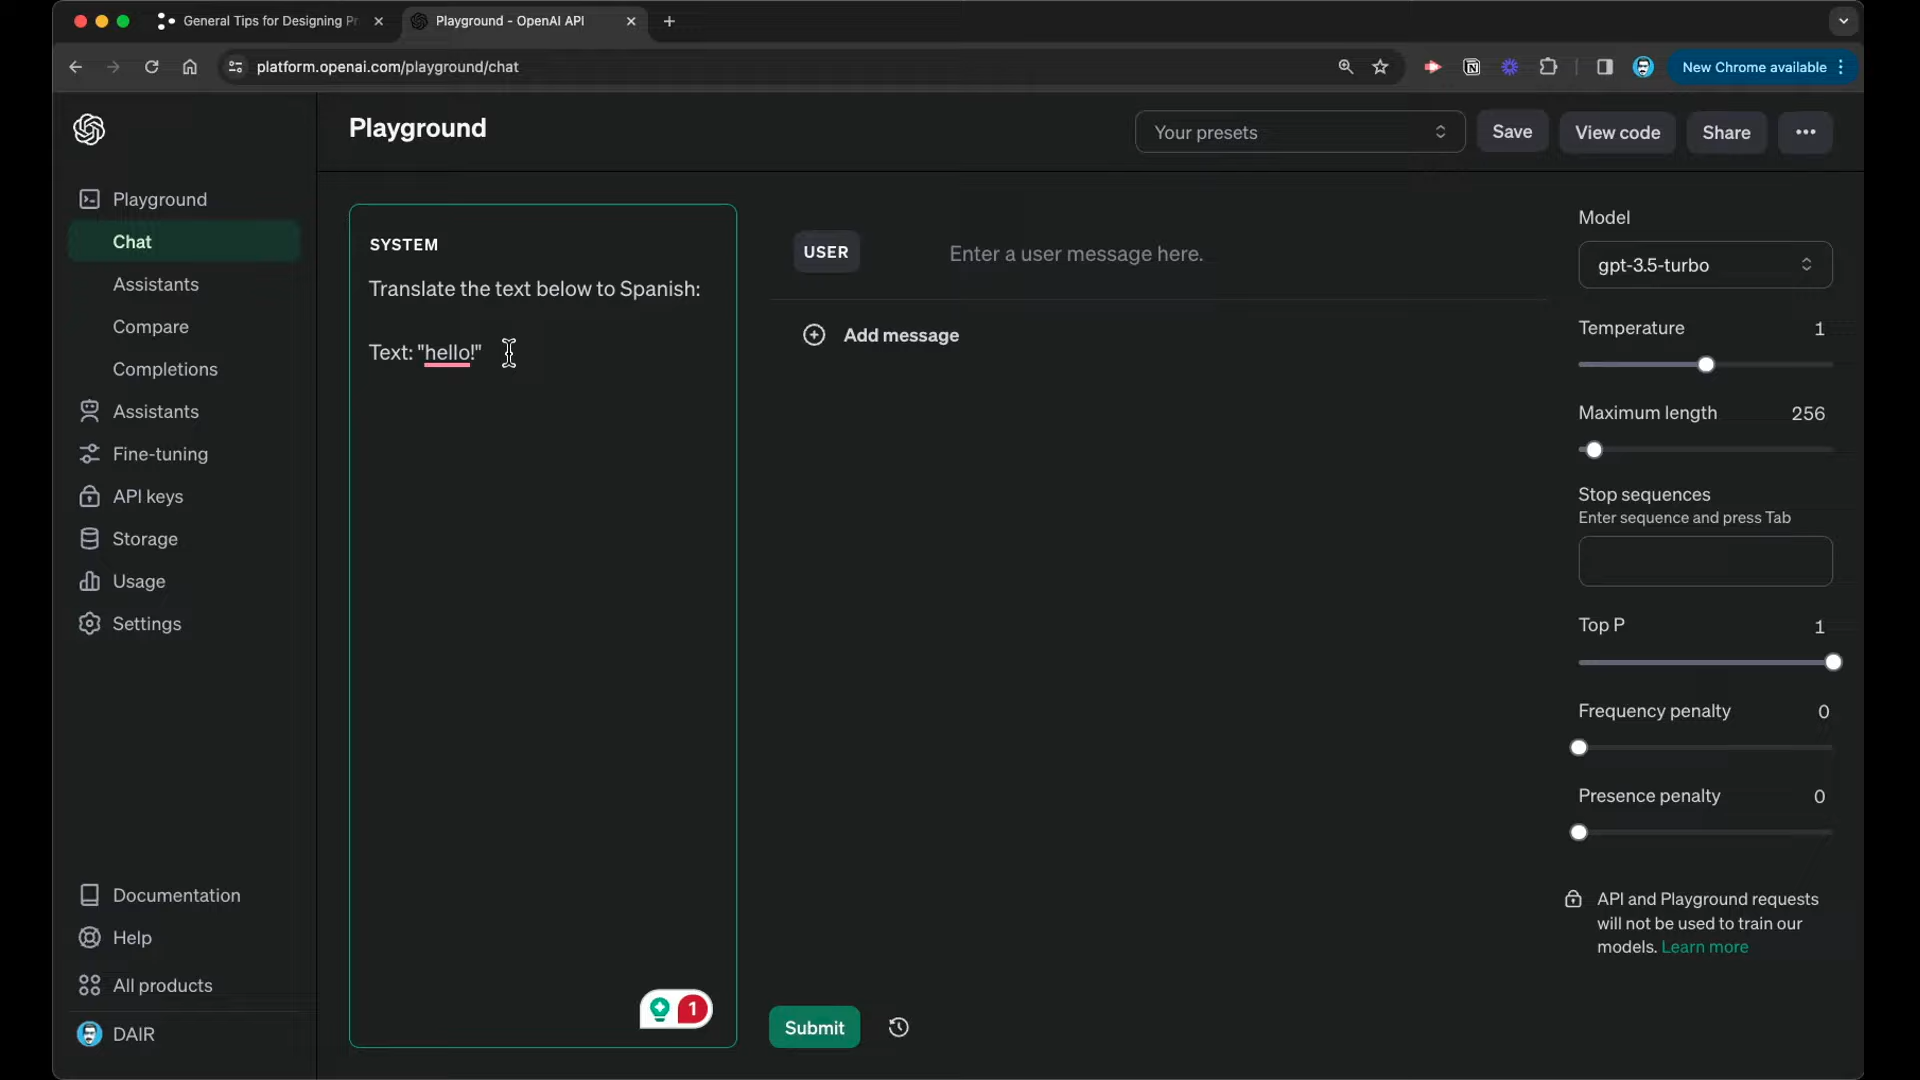 General Tips for Designing Pr
Playground - OpenAI API
platform.openai.com/playground/chat
New Chrome available
Playground
Your presets
Save
View code
Share
Playground
Chat
Assistants
Compare
Completions
Assistants
Fine-tuning
API keys
Storage
Usage
Settings
Documentation
Help
All products
DAIR
SYSTEM
Translate the text below to Spanish:
Text: "hello!"
1
USER
Enter a user message here.
Add message
Submit
Model
gpt-3.5-turbo
Temperature 1
Maximum length 256
Stop sequences
Enter sequence and press Tab
Top P 1
Frequency penalty 0
Presence penalty 0
API and Playground requests
will not be used to train our
models. Learn more